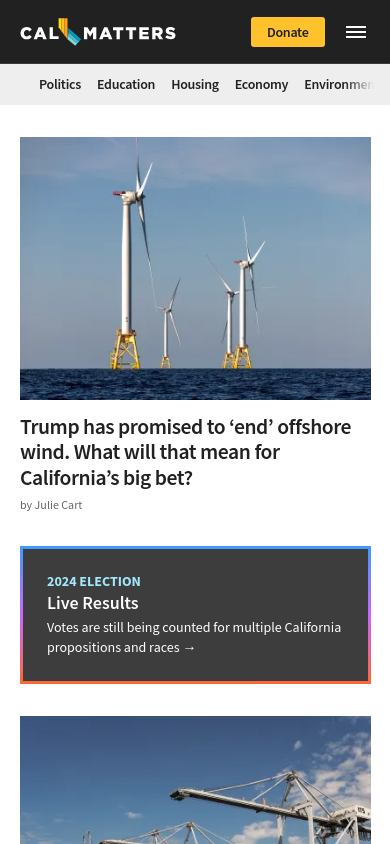 CAL MATTERS
Donate
Politics Education Housing Economy Environmen
Trump has promised to ‘end’ offshore
wind. What will that mean for
California’s big bet?
by Julie Cart
2024 ELECTION
Live Results
Votes are still being counted for multiple California
propositions and races →